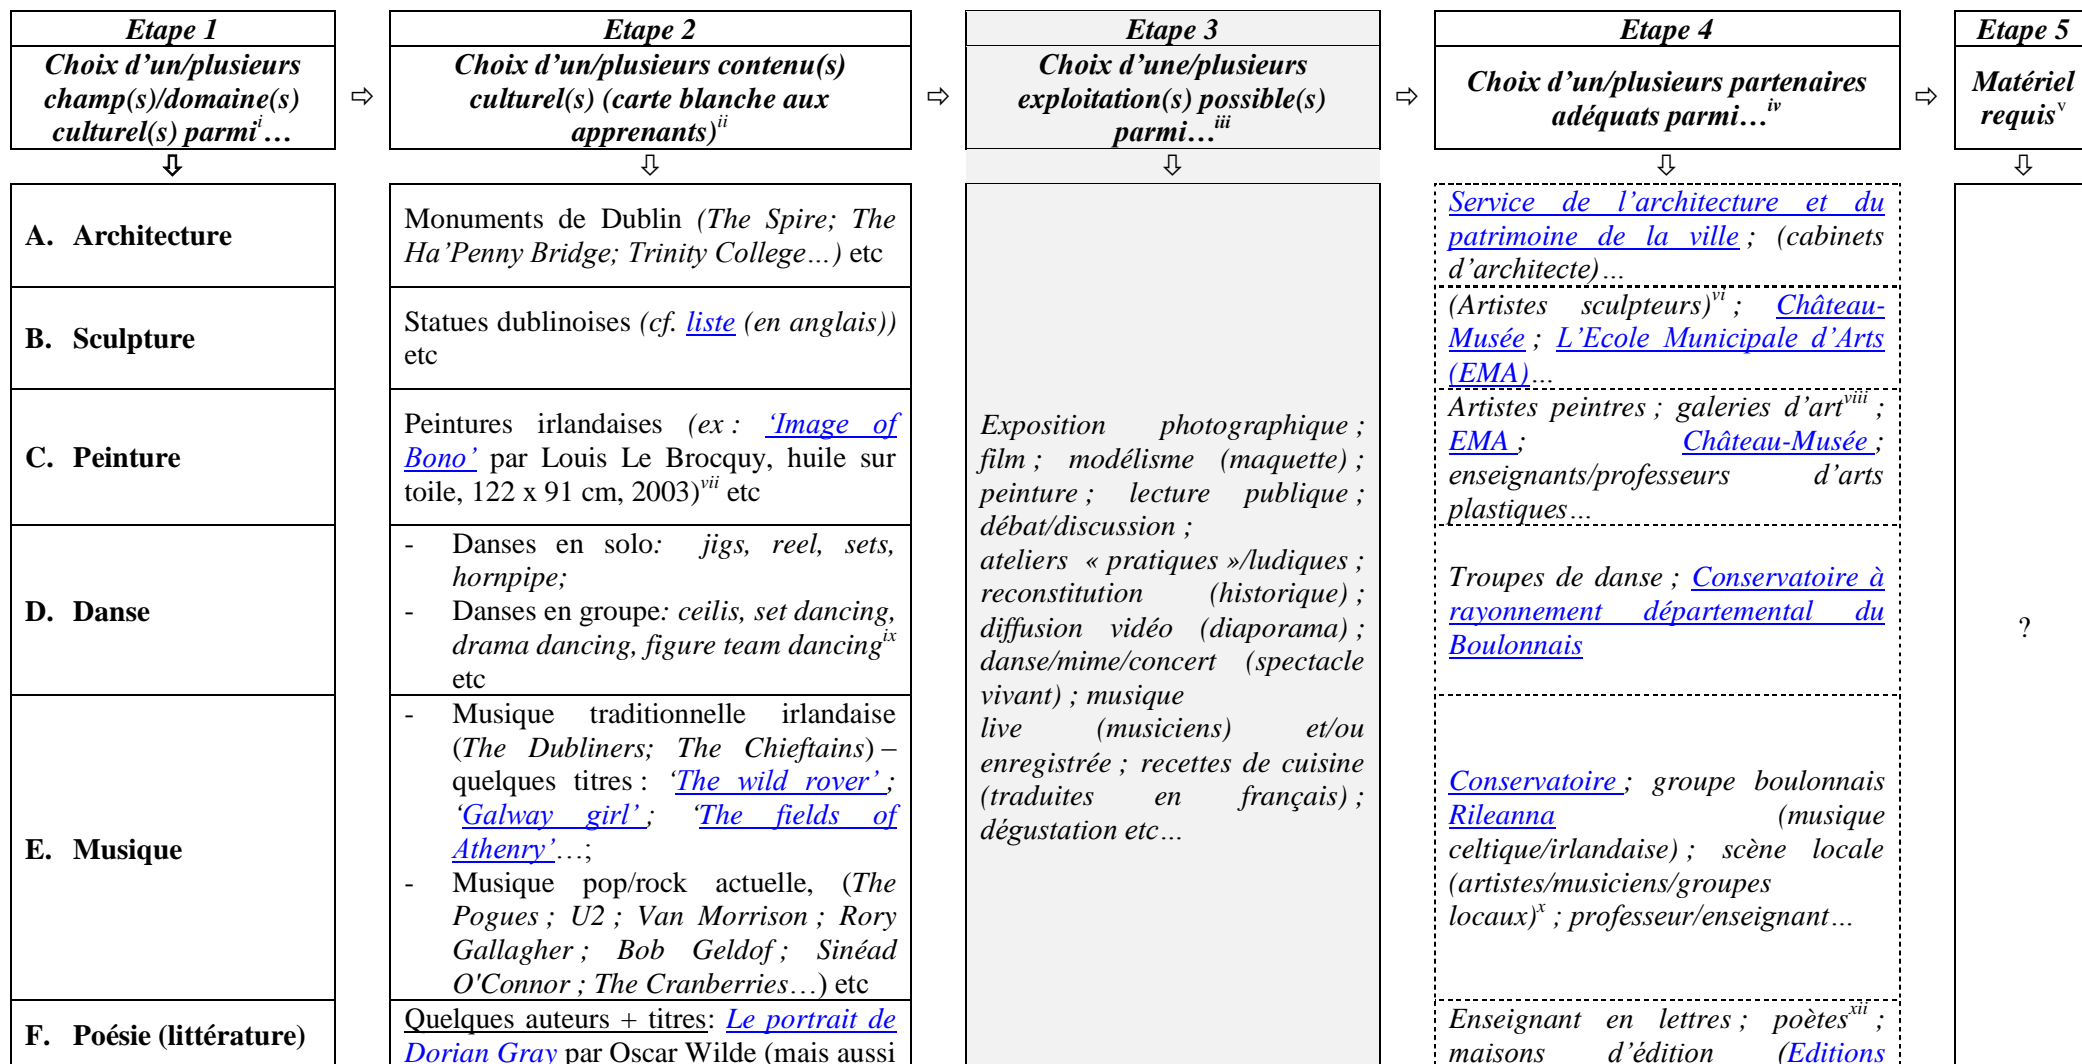 Etape 1
Choix d'un/plusieurs
champ(s)/domaine(s)
culturel(s) parmi^i…
⇨
Etape 2
Choix d'un/plusieurs contenu(s)
culturel(s) (carte blanche aux
apprenants)^ii
⇨
Etape 3
Choix d'une/plusieurs
exploitation(s) possible(s)
parmi…^iii
⇨
Etape 4
Choix d'un/plusieurs partenaires
adéquats parmi…^iv
⇨
Etape 5
Matériel
requis^v
⇩
⇩
⇩
⇩
⇩
A. Architecture
Monuments de Dublin (The Spire; The
Ha'Penny Bridge; Trinity College…) etc
Service de l'architecture et du
patrimoine de la ville ; (cabinets
d'architecte)…
B. Sculpture
Statues dublinoises (cf. liste (en anglais))
etc
(Artistes sculpteurs)^vi ; Château-
Musée ; L'Ecole Municipale d'Arts
(EMA)…
C. Peinture
Peintures irlandaises (ex : 'Image of
Bono' par Louis Le Brocquy, huile sur
toile, 122 x 91 cm, 2003)^vii etc
Artistes peintres ; galeries d'art^viii ;
EMA ; Château-Musée ;
enseignants/professeurs d'arts
plastiques…
D. Danse
- Danses en solo: jigs, reel, sets,
hornpipe;
- Danses en groupe: ceilis, set dancing,
drama dancing, figure team dancing^ix
etc
Troupes de danse ; Conservatoire à
rayonnement départemental du
Boulonnais
E. Musique
- Musique traditionnelle irlandaise
(The Dubliners; The Chieftains) –
quelques titres : 'The wild rover' ;
'Galway girl' ; 'The fields of
Athenry'…;
- Musique pop/rock actuelle, (The
Pogues ; U2 ; Van Morrison ; Rory
Gallagher ; Bob Geldof ; Sinéad
O'Connor ; The Cranberries…) etc
Conservatoire ; groupe boulonnais
Rileanna (musique
celtique/irlandaise) ; scène locale
(artistes/musiciens/groupes
locaux)^x ; professeur/enseignant…
F. Poésie (littérature)
Quelques auteurs + titres: Le portrait de
Dorian Gray par Oscar Wilde (mais aussi
Enseignant en lettres ; poètes^xii ;
maisons d'édition (Editions
Exposition photographique ;
film ; modélisme (maquette) ;
peinture ; lecture publique ;
débat/discussion ;
ateliers « pratiques »/ludiques ;
reconstitution (historique) ;
diffusion vidéo (diaporama) ;
danse/mime/concert (spectacle
vivant) ; musique
live (musiciens) et/ou
enregistrée ; recettes de cuisine
(traduites en français) ;
dégustation etc…
?